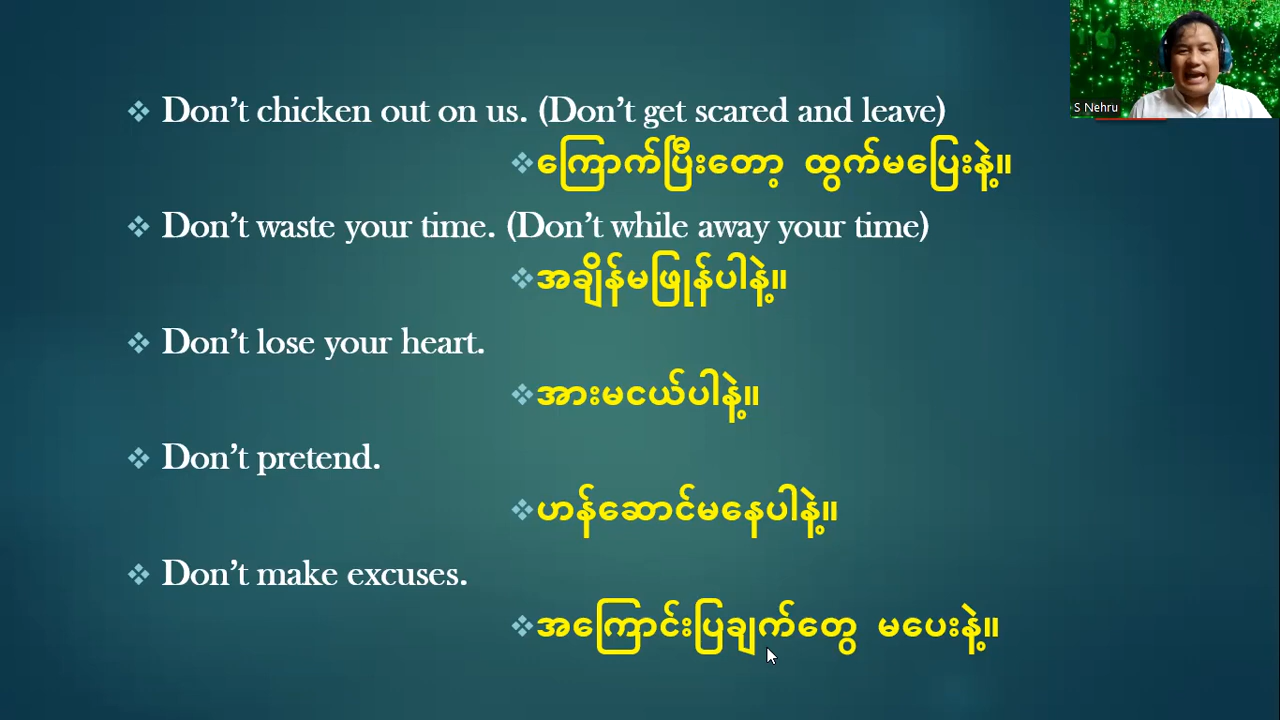 Don't chicken out on us. (Don't get scared and leave)
ကြောက်ပြီးတော့ ထွက်မပြေးနဲ့။
Don't waste your time. (Don't while away your time)
အချိန်မဖြုန်ပါနဲ့။
Don't lose your heart.
အားမငယ်ပါနဲ့။
Don't pretend.
ဟန်ဆောင်မနေပါနဲ့။
Don't make excuses.
အကြောင်းပြချက်တွေ မပေးနဲ့။
S Nehru